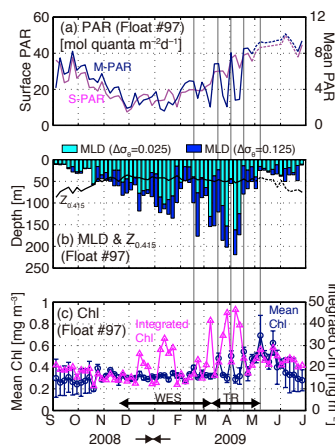 (a) PAR (Float #97)
[mol quanta m⁻²d⁻¹]
M-PAR
S-PAR
Surface PAR
60
40
20
0
Mean PAR
12
8
4
0
MLD (Δσθ=0.025)
MLD (Δσθ=0.125)
Z0.415
(b) MLD & Z0.415
(Float #97)
Depth [m]
0
50
100
150
200
250
(c) Chl
(Float #97)
Integrated
Chl
Mean
Chl
Mean Chl [mg m⁻³]
1
0.8
0.6
0.4
0.2
0
Integrated Chl [mg m⁻²]
50
40
30
20
10
0
WES
TR
S O N D J F M A M J J
2008
2009